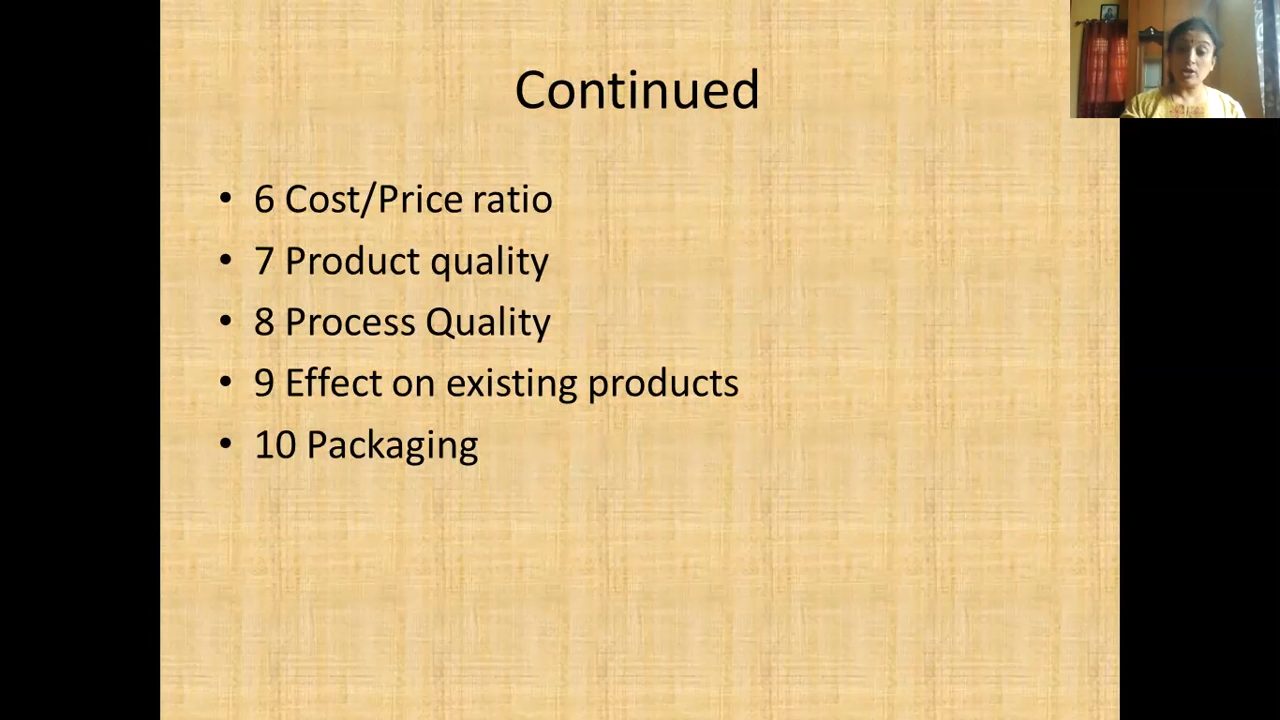 Continued
• 6 Cost/Price ratio
• 7 Product quality
• 8 Process Quality
• 9 Effect on existing products
• 10 Packaging